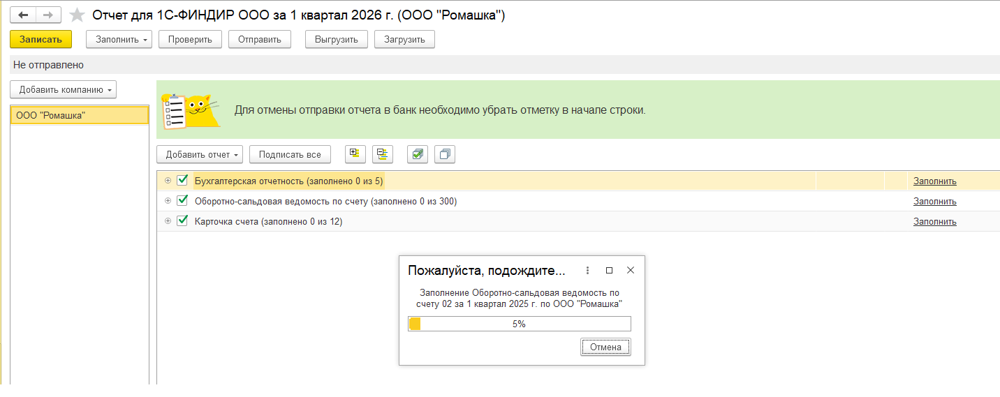 Отчет для 1С-ФИНДИР ООО за 1 квартал 2026 г. (ООО "Ромашка")
Записать Заполнить Проверить Отправить Выгрузить Загрузить
Не отправлено
Добавить компанию
ООО "Ромашка"
Для отмены отправки отчета в банк необходимо убрать отметку в начале строки.
Добавить отчет Подписать все
Бухгалтерская отчетность (заполнено 0 из 5) Заполнить
Оборотно-сальдовая ведомость по счету (заполнено 0 из 300) Заполнить
Карточка счета (заполнено 0 из 12) Заполнить
Пожалуйста, подождите...
Заполнение Оборотно-сальдовая ведомость по
счету 02 за 1 квартал 2025 г. по ООО "Ромашка"
5%
Отмена